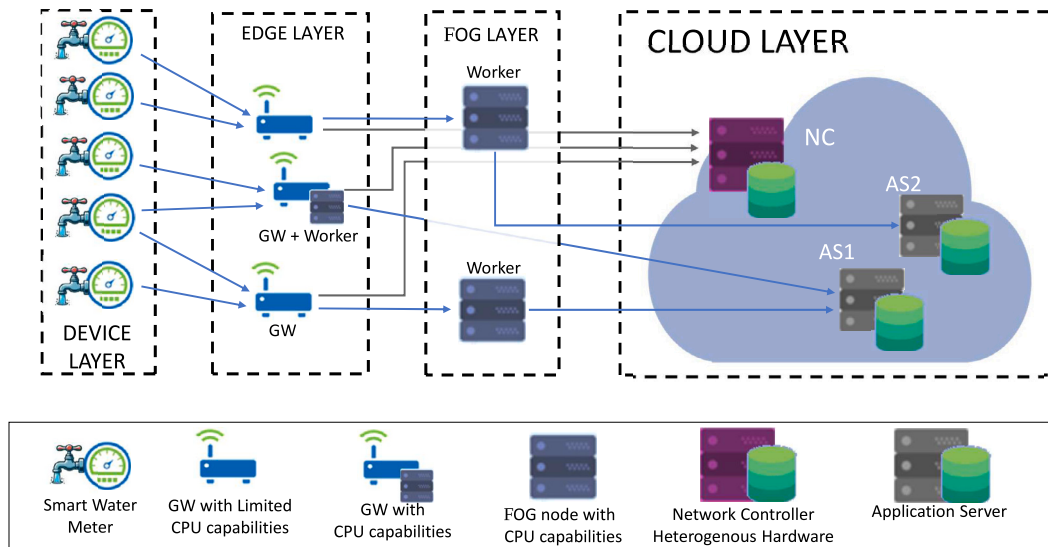 EDGE LAYER
FOG LAYER
CLOUD LAYER
Worker
NC
AS2
GW + Worker
AS1
Worker
GW
DEVICE
LAYER
Smart Water
Meter
GW with Limited
CPU capabilities
GW with
CPU capabilities
FOG node with
CPU capabilities
Network Controller
Heterogenous Hardware
Application Server